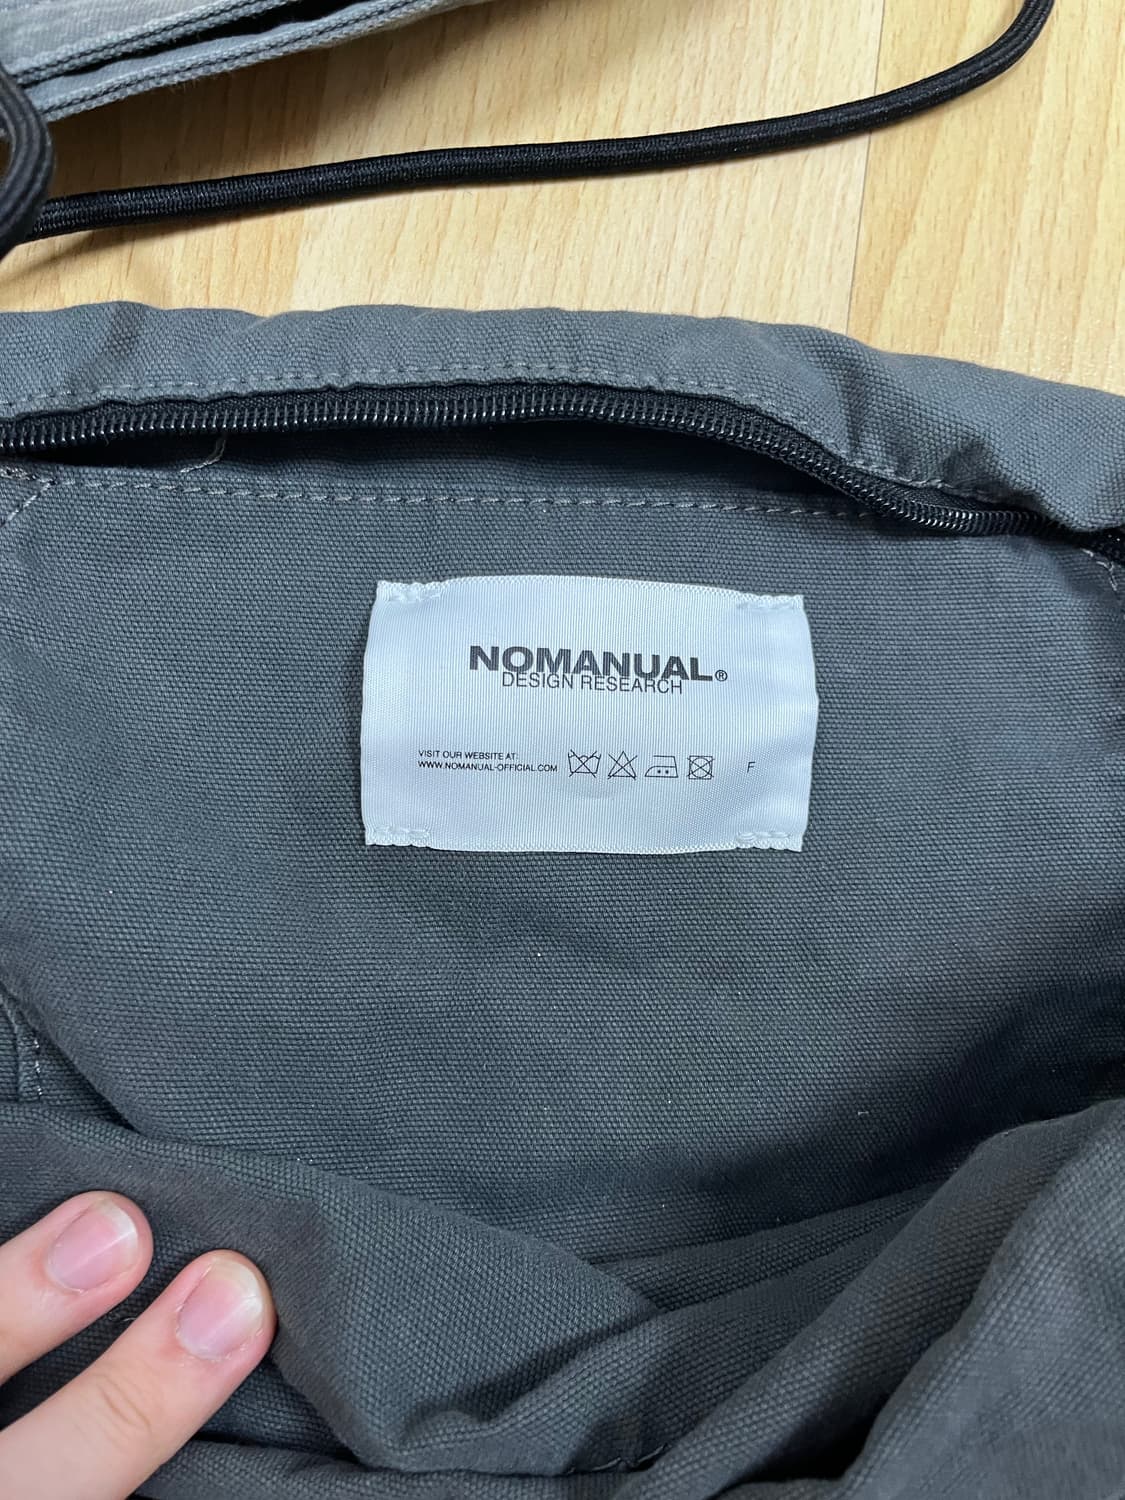 NOMANUAL®
DESIGN RESEARCH
VISIT OUR WEBSITE AT:
WWW.NOMANUAL-OFFICIAL.COM
F